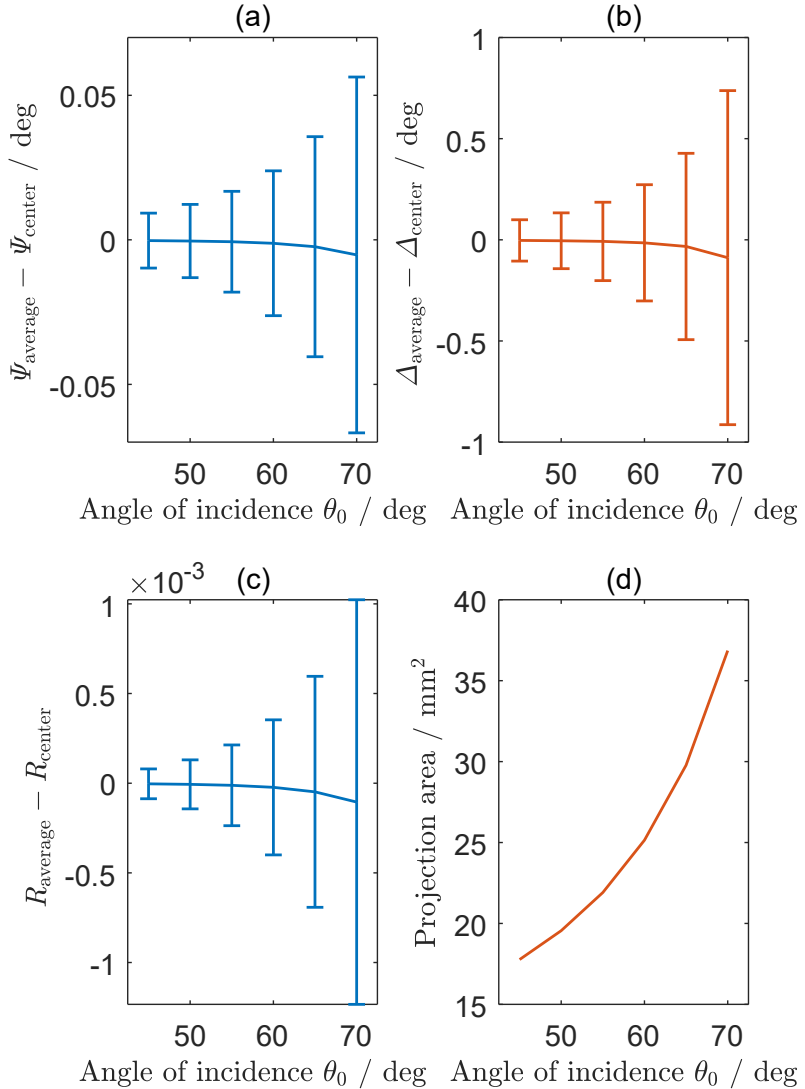 (a)
0.05
0
-0.05
Ψaverage − Ψcenter / deg
50 60 70
Angle of incidence θ0 / deg
(b)
1
0.5
0
-0.5
-1
Δaverage − Δcenter / deg
50 60 70
Angle of incidence θ0 / deg
×10-3
(c)
1
0.5
0
-0.5
-1
Raverage − Rcenter
50 60 70
Angle of incidence θ0 / deg
(d)
40
35
30
25
20
15
Projection area / mm2
50 60 70
Angle of incidence θ0 / deg